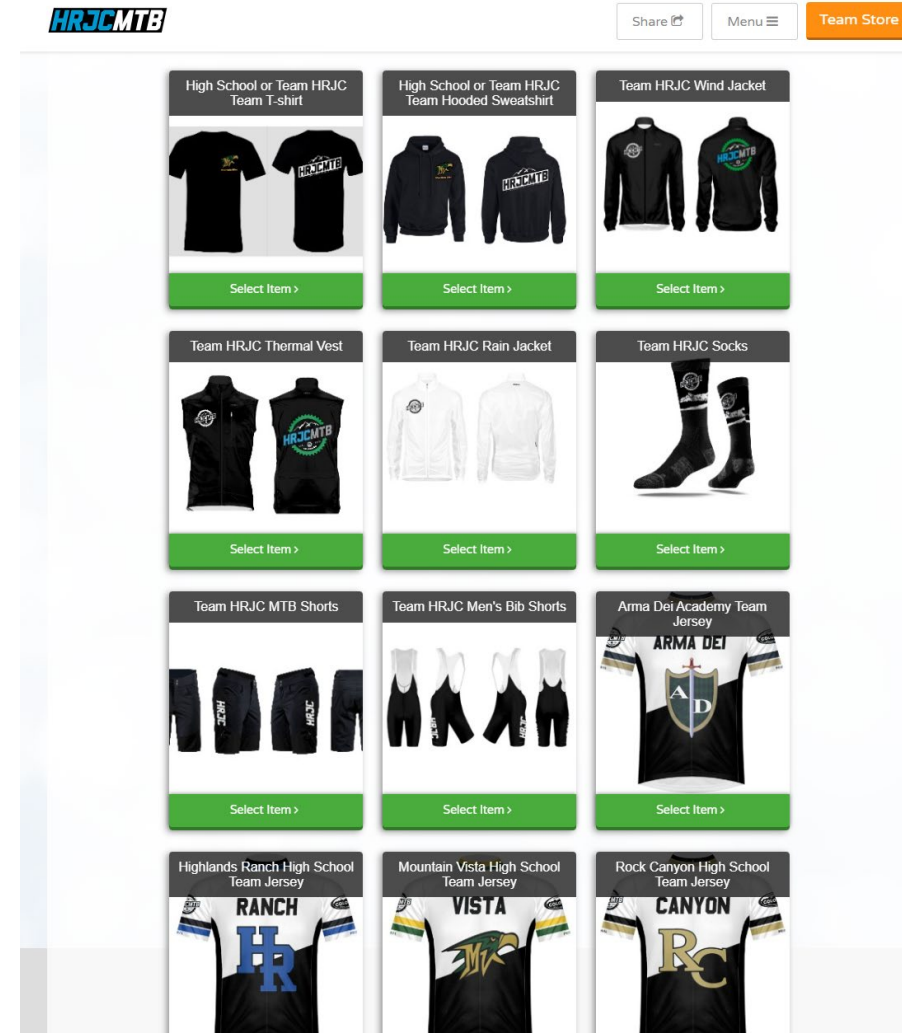 HRJCMTB
Share
Menu
Team Store
High School or Team HRJC
Team T-shirt
High School or Team HRJC
Team Hooded Sweatshirt
Team HRJC Wind Jacket
HRJCMTB
HRJCMTB
HRJCMTB
Select Item >
Select Item >
Select Item >
Team HRJC Thermal Vest
Team HRJC Rain Jacket
Team HRJC Socks
HRJCMTB
Select Item >
Select Item >
Select Item >
Team HRJC MTB Shorts
Team HRJC Men's Bib Shorts
Arma Dei Academy Team
Jersey
ARMA DEI
A
D
HRJC
HRJC
HRJC
HRJC
Select Item >
Select Item >
Select Item >
Highlands Ranch High School
Team Jersey
Mountain Vista High School
Team Jersey
Rock Canyon High School
Team Jersey
RANCH
VISTA
CANYON
HR
MV
RC